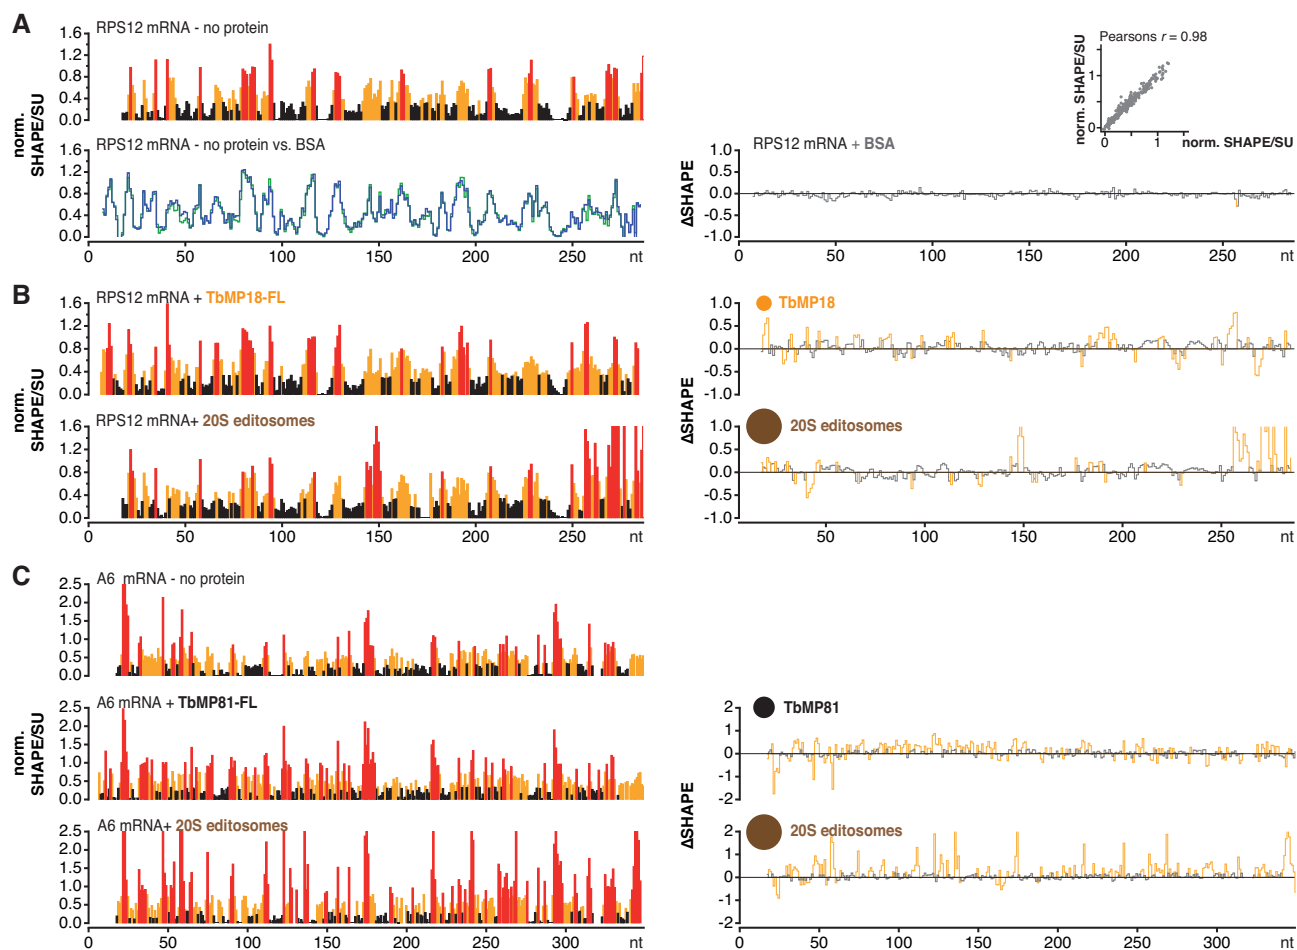 A
RPS12 mRNA - no protein
1.6
1.2
0.8
0.4
0.0
norm.
SHAPE/SU
RPS12 mRNA - no protein vs. BSA
1.6
1.2
0.8
0.4
0.0
0 50 100 150 200 250 nt
Pearsons r = 0.98
norm. SHAPE/SU
1
0
0 1
norm. SHAPE/SU
RPS12 mRNA + BSA
ΔSHAPE
1.0
0.5
0.0
-0.5
-1.0
0 50 100 150 200 250 nt
B
RPS12 mRNA + TbMP18-FL
1.6
1.2
0.8
0.4
0.0
norm.
SHAPE/SU
RPS12 mRNA+ 20S editosomes
1.6
1.2
0.8
0.4
0.0
0 50 100 150 200 250 nt
TbMP18
1.0
0.5
0.0
-0.5
-1.0
ΔSHAPE
20S editosomes
1.0
0.5
0.0
-0.5
-1.0
50 100 150 200 250 nt
C
A6 mRNA - no protein
2.5
2.0
1.5
1.0
0.5
0.0
A6 mRNA + TbMP81-FL
2.5
2.0
1.5
1.0
0.5
0.0
norm.
SHAPE/SU
A6 mRNA+ 20S editosomes
2.5
2.0
1.5
1.0
0.5
0.0
0 50 100 150 200 250 300 nt
TbMP81
2
1
0
-1
-2
ΔSHAPE
20S editosomes
2
1
0
-1
-2
0 50 100 150 200 250 300 nt